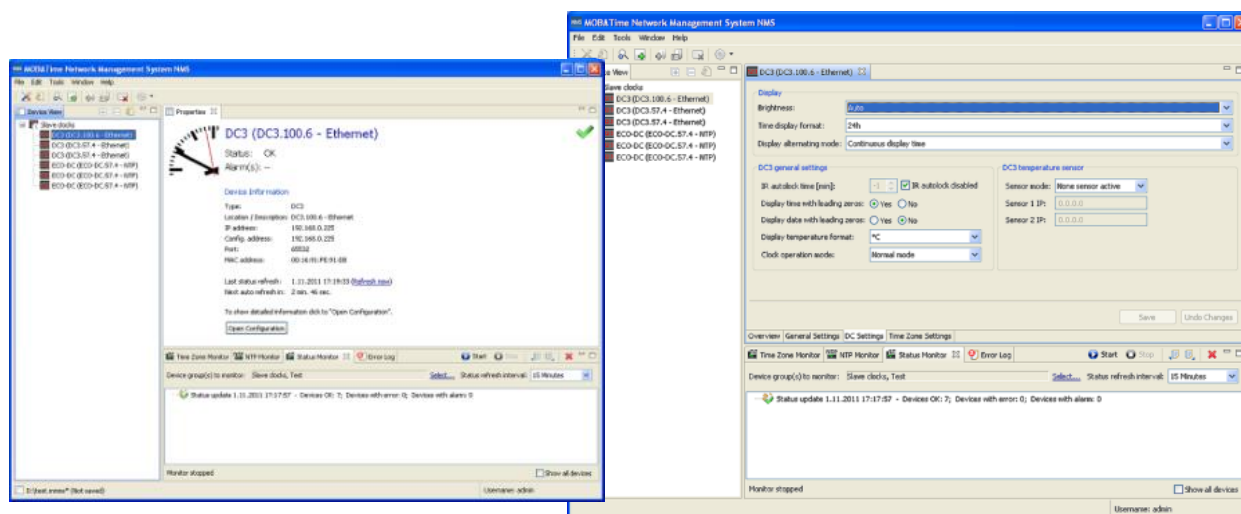 MOBATime Network Management System NMS
File Edit Tools Window Help
Device View
Slave clocks
DC3 (DC3.100.6 - Ethernet)
DC3 (DC3.57.4 - Ethernet)
DC3 (DC3.57.4 - Ethernet)
ECO-DC (ECO-DC.57.4 - NTP)
ECO-DC (ECO-DC.57.4 - NTP)
ECO-DC (ECO-DC.57.4 - NTP)
Properties
DC3 (DC3.100.6 - Ethernet)
Status: OK
Alarm(s): --
Device Information
Type: DC3
Location / Description: DC3.100.6 - Ethernet
IP address: 192.168.0.225
Config. address: 192.168.0.225
Port: 65532
MAC address:
Last status refresh: 1.11.2011 17:19:33 (Refresh now)
Next auto refresh in: 2 min. 46 sec.
To show detailed information click to "Open Configuration".
Open Configuration
Time Zone Monitor NTP Monitor Status Monitor Error Log Start Stop
Device group(s) to monitor: Slave clocks, Test Select... Status refresh interval: 15 Minutes
Status update 1.11.2011 17:17:57 - Devices OK: 7; Devices with error: 0; Devices with alarm: 0
Monitor stopped Show all devices
D:\test.mnms* (Not saved) Username: admin
MOBATime Network Management System NMS
File Edit Tools Window Help
e View
Slave clocks
DC3 (DC3.100.6 - Ethernet)
DC3 (DC3.57.4 - Ethernet)
DC3 (DC3.57.4 - Ethernet)
ECO-DC (ECO-DC.57.4 - NTP)
ECO-DC (ECO-DC.57.4 - NTP)
ECO-DC (ECO-DC.57.4 - NTP)
DC3 (DC3.100.6 - Ethernet)
Display
Brightness: Auto
Time display format: 24h
Display alternating mode: Continuous display time
DC3 general settings
IR autolock time [min]: -1 IR autolock disabled
Display time with leading zeros: Yes No
Display date with leading zeros: Yes No
Display temperature format: °C
Clock operation mode: Normal mode
DC3 temperature sensor
Sensor mode: None sensor active
Sensor 1 IP: 0.0.0.0
Sensor 2 IP: 0.0.0.0
Save Undo Changes
Overview General Settings DC Settings Time Zone Settings
Time Zone Monitor NTP Monitor Status Monitor Error Log Start Stop
Device group(s) to monitor: Slave clocks, Test Select... Status refresh interval: 15 Minutes
Status update 1.11.2011 17:17:57 - Devices OK: 7; Devices with error: 0; Devices with alarm: 0
Monitor stopped Show all devices
Username: admin